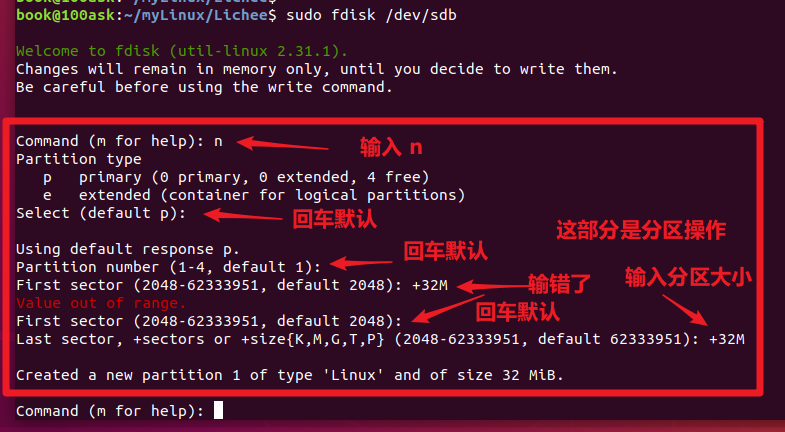 book@100ask:~/myLinux/Lichee$
book@100ask:~/myLinux/Lichee$ sudo fdisk /dev/sdb
Welcome to fdisk (util-linux 2.31.1).
Changes will remain in memory only, until you decide to write them.
Be careful before using the write command.
Command (m for help): n 输入 n
Partition type
p primary (0 primary, 0 extended, 4 free)
e extended (container for logical partitions)
Select (default p): 回车默认
这部分是分区操作
Using default response p.
Partition number (1-4, default 1): 回车默认
First sector (2048-62333951, default 2048): +32M 输错了 输入分区大小
Value out of range.
First sector (2048-62333951, default 2048): 回车默认
Last sector, +sectors or +size{K,M,G,T,P} (2048-62333951, default 62333951): +32M
Created a new partition 1 of type 'Linux' and of size 32 MiB.
Command (m for help):